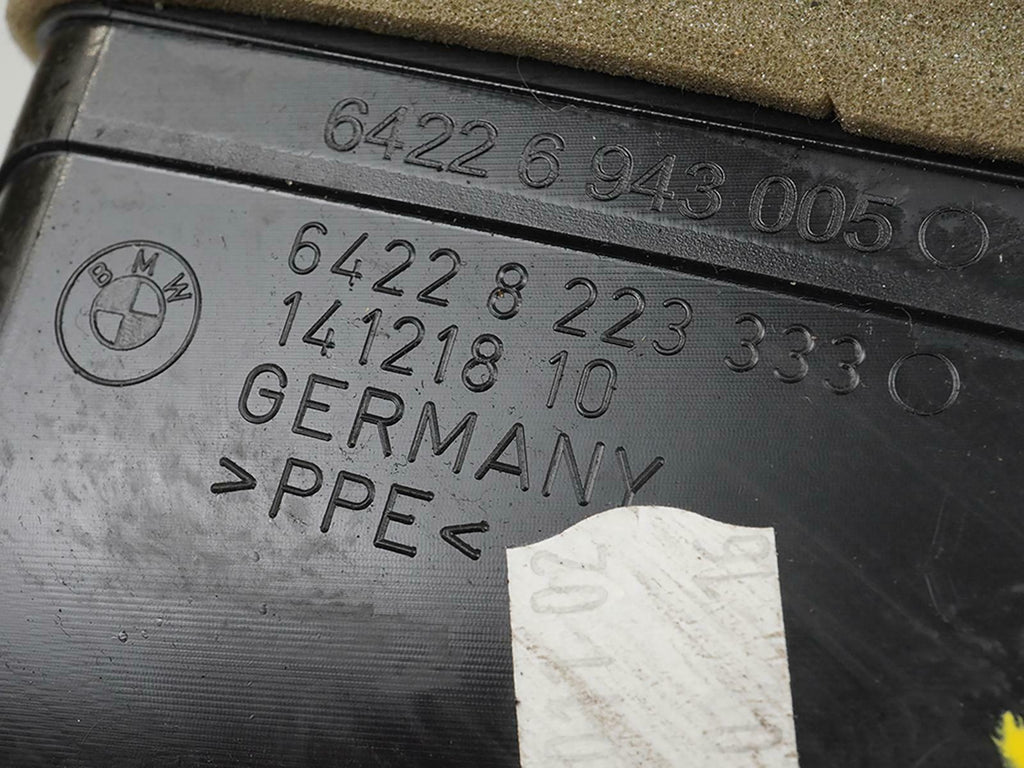 6422 6 943 005
BMW
6422 8 223 333
141218 10
GERMANY
>PPE<